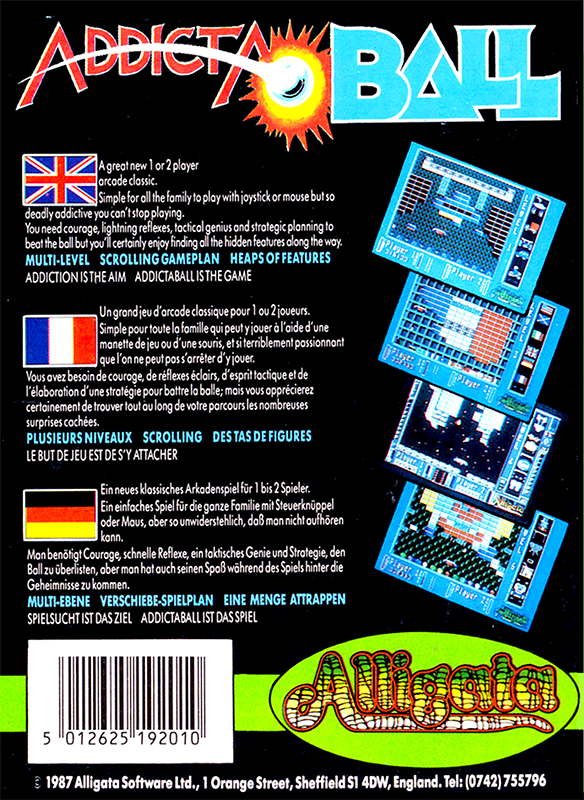 ADDICTA BALL
A great new 1 or 2 player
arcade classic.
Simple for all the family to play with joystick or mouse but so
deadly addictive you can't stop playing.
You need courage, lightning reflexes, tactical genius and strategic planning to
beat the ball but you'll certainly enjoy finding all the hidden features along the way.
MULTI-LEVEL SCROLLING GAMEPLAN HEAPS OF FEATURES
ADDICTION IS THE AIM ADDICTABALL IS THE GAME
Un grand jeu d'arcade classique pour 1 ou 2 joueurs.
Simple pour toute la famille qui peut y jouer à l'aide d'une
manette de jeu ou d'une souris, et si terriblement passionnant
que l'on ne peut pas s'arrêter d'y jouer.
Vous avez besoin de courage, de réflexes éclairs, d'esprit tactique et de
l'élaboration d'une stratégie pour battre la balle; mais vous apprécierez
certainement de trouver tout au long de votre parcours les nombreuses
surprises cachées.
PLUSIEURS NIVEAUX SCROLLING DES TAS DE FIGURES
LE BUT DE JEU EST DE S'Y ATTACHER
Ein neues klassisches Arkadenspiel für 1 bis 2 Spieler.
Ein einfaches Spiel für die ganze Familie mit Steuerknüppel
oder Maus, aber so unwiderstehlich, daß man nicht aufhören
kann.
Man benötigt Courage, schnelle Reflexe, ein taktisches Genie und Strategie, den
Ball zu überlisten, aber man hat auch seinen Spaß während des Spiels hinter die
Geheimnisse zu kommen.
MULTI-EBENE VERSCHIEBE-SPIELPLAN EINE MENGE ATTRAPPEN
SPIELSUCHT IST DAS ZIEL ADDICTABALL IST DAS SPIEL
Alligata
5 012625 192010
© 1987 Alligata Software Ltd., 1 Orange Street, Sheffield S1 4DW, England. Tel: (0742) 755796